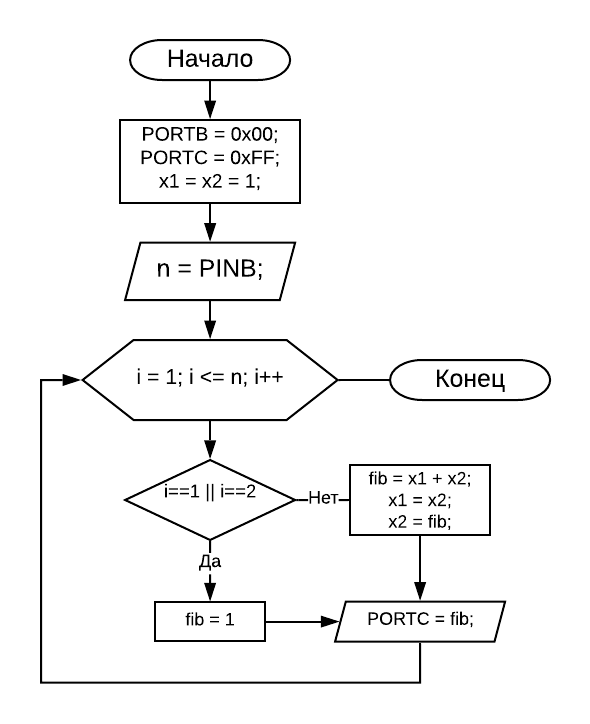 Начало
PORTB = 0x00;
PORTC = 0xFF;
x1 = x2 = 1;
n = PINB;
i = 1; i <= n; i++
Конец
i==1 || i==2
Нет
fib = x1 + x2;
x1 = x2;
x2 = fib;
Да
fib = 1
PORTC = fib;